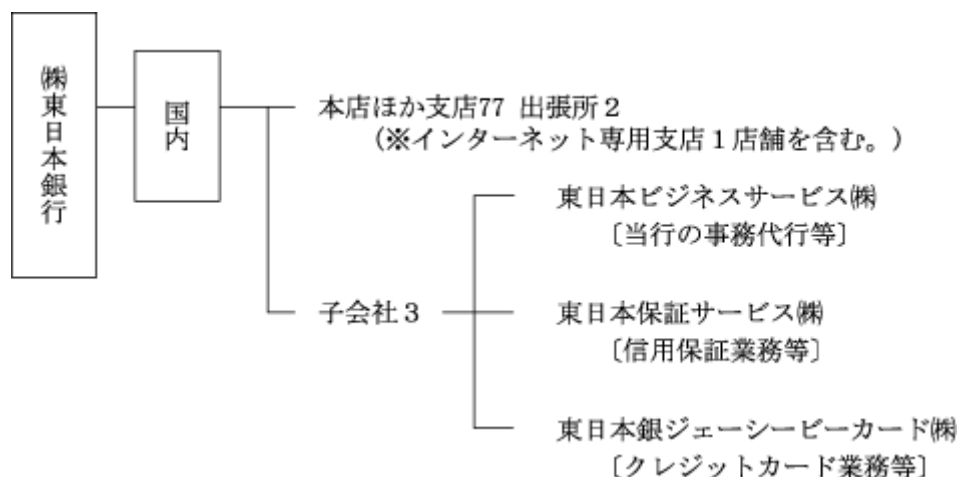 ㈱東日本銀行
国内
本店ほか支店77 出張所2
(※インターネット専用支店1店舗を含む。)
東日本ビジネスサービス㈱
〔当行の事務代行等〕
子会社3
東日本保証サービス㈱
〔信用保証業務等〕
東日本銀ジェーシービーカード㈱
〔クレジットカード業務等〕